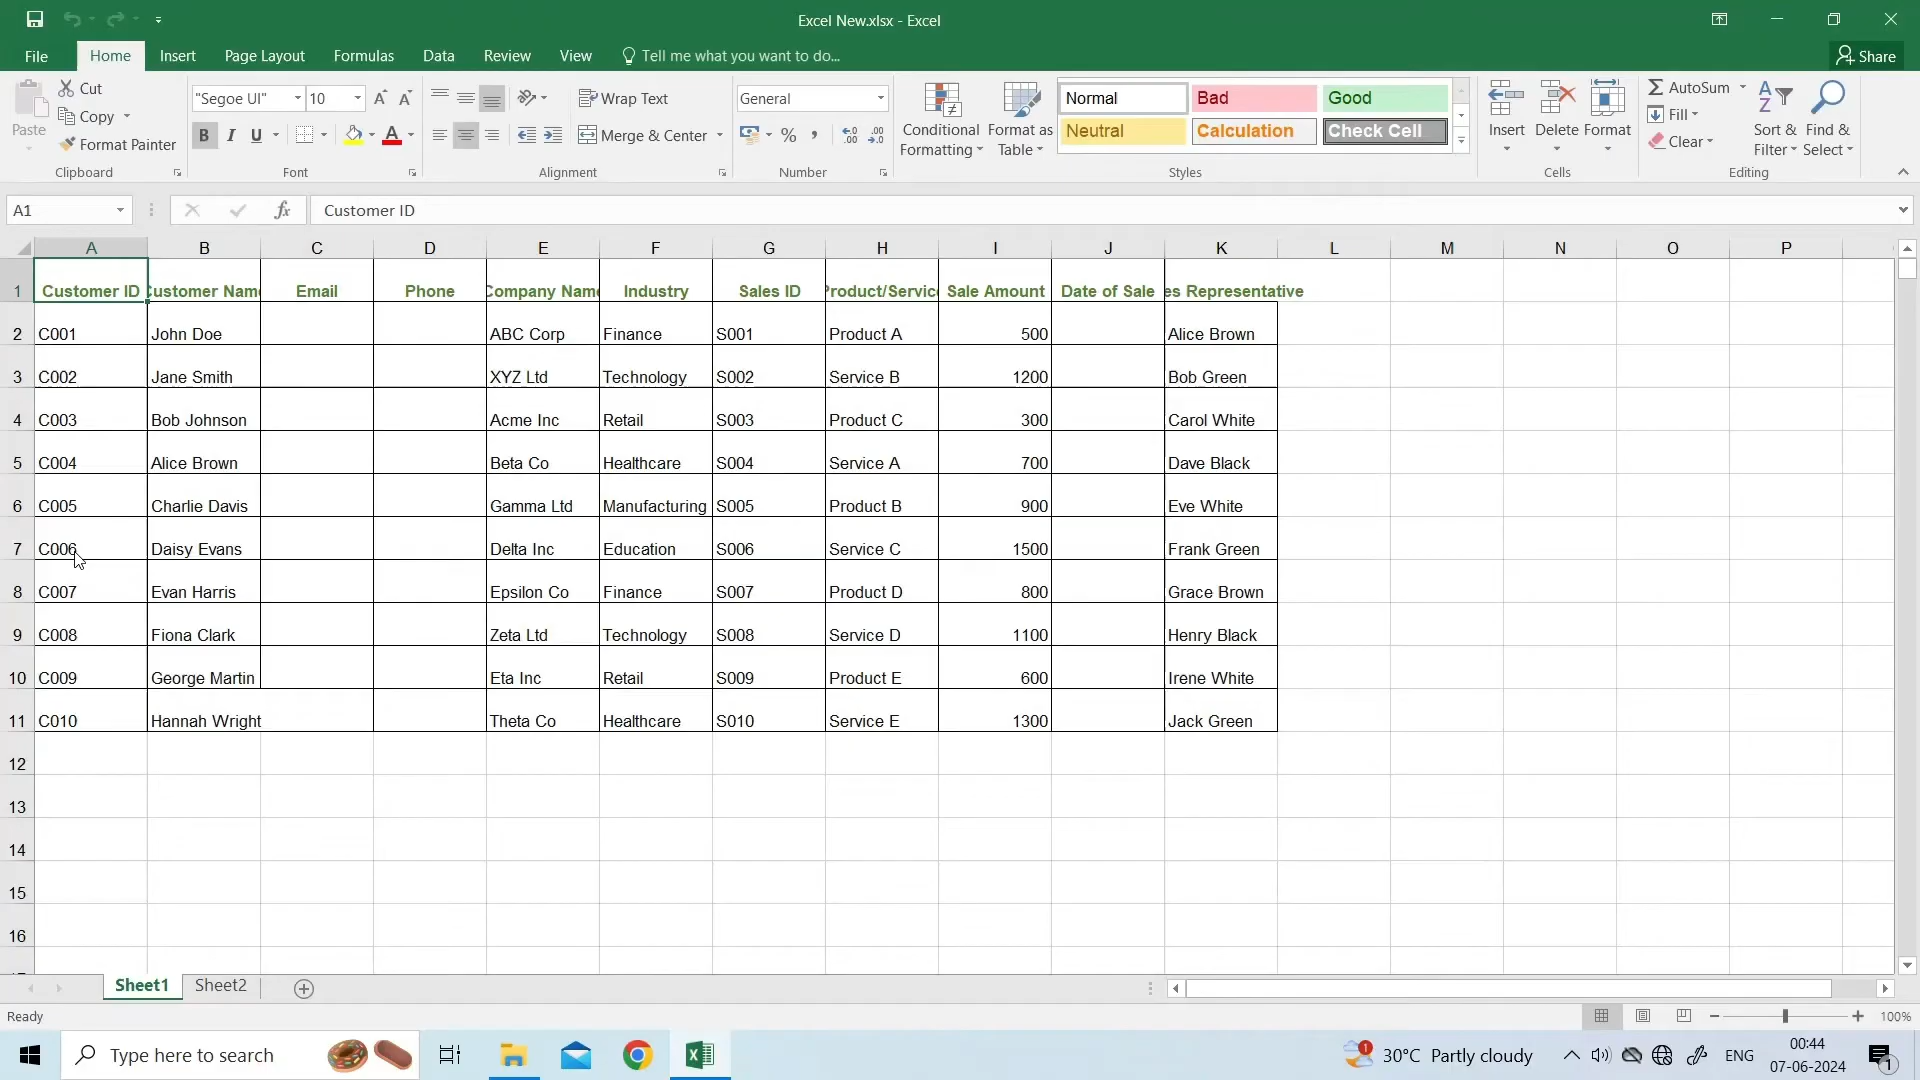 Excel New.xlsx - Excel
File Home Insert Page Layout Formulas Data Review View Tell me what you want to do... Share
Paste Cut Copy Format Painter
Clipboard
"Segoe UI" 10
B I U A
Font
Wrap Text
Merge & Center
Alignment
General
% ,
Number
Conditional Formatting
Format as Table
Normal Bad Good
Neutral Calculation Check Cell
Styles
Insert Delete Format
Cells
AutoSum
Fill
Clear
Sort & Filter
Find & Select
Editing
A1 fx Customer ID
A B C D E F G H I J K L M N O P
1 Customer ID Customer Name Email Phone Company Name Industry Sales ID Product/Service Sale Amount Date of Sale es Representative
2 C001 John Doe ABC Corp Finance S001 Product A 500 Alice Brown
3 C002 Jane Smith XYZ Ltd Technology S002 Service B 1200 Bob Green
4 C003 Bob Johnson Acme Inc Retail S003 Product C 300 Carol White
5 C004 Alice Brown Beta Co Healthcare S004 Service A 700 Dave Black
6 C005 Charlie Davis Gamma Ltd Manufacturing S005 Product B 900 Eve White
7 C006 Daisy Evans Delta Inc Education S006 Service C 1500 Frank Green
8 C007 Evan Harris Epsilon Co Finance S007 Product D 800 Grace Brown
9 C008 Fiona Clark Zeta Ltd Technology S008 Service D 1100 Henry Black
10 C009 George Martin Eta Inc Retail S009 Product E 600 Irene White
11 C010 Hannah Wright Theta Co Healthcare S010 Service E 1300 Jack Green
12
13
14
15
16
Sheet1 Sheet2
Ready 100%
Type here to search 1 30°C Partly cloudy ENG 00:44
07-06-2024 1